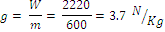 g = W/m = 2220/600 = 3.7 N/Kg